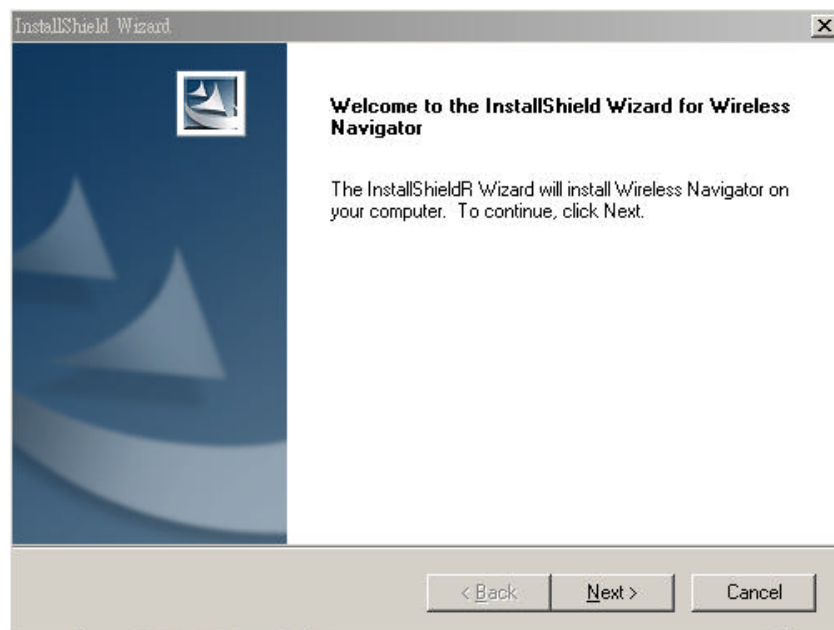 InstallShield Wizard
Welcome to the InstallShield Wizard for Wireless
Navigator
The InstallShieldR Wizard will install Wireless Navigator on
your computer. To continue, click Next.
< Back
Next >
Cancel